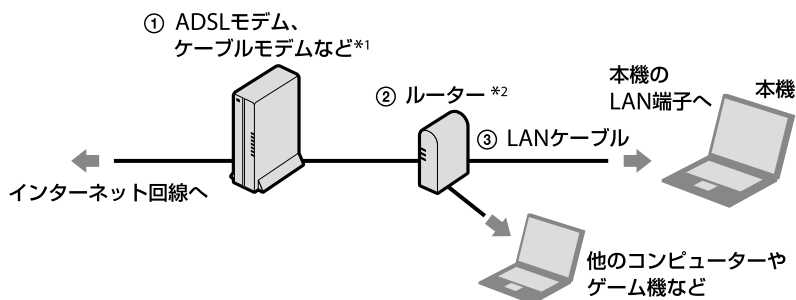 ① ADSLモデム、
ケーブルモデムなど*1
② ルーター *2
③ LANケーブル
本機の
LAN端子へ
本機
インターネット回線へ
他のコンピューターや
ゲーム機など